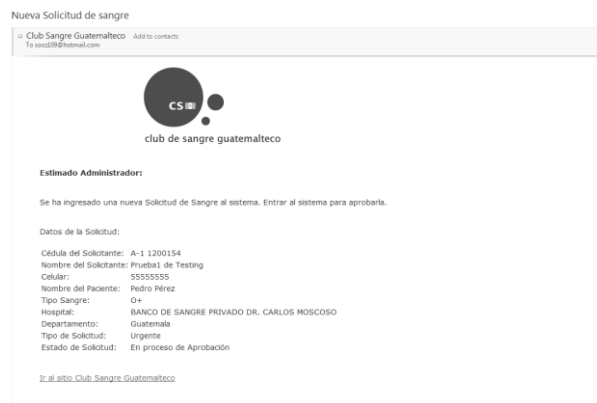 Nueva Solicitud de sangre
Club Sangre Guatemalteco Add to contacts
To
CSG
club de sangre guatemalteco
Estimado Administrador:
Se ha ingresado una nueva Solicitud de Sangre al sistema. Entrar al sistema para aprobarla.
Datos de la Solicitud:
Cédula del Solicitante: A-1 1200154
Nombre del Solicitante: Prueba1 de Testing
Celular: 55555555
Nombre del Paciente: Pedro Pérez
Tipo Sangre: O+
Hospital: BANCO DE SANGRE PRIVADO DR. CARLOS MOSCOSO
Departamento: Guatemala
Tipo de Solicitud: Urgente
Estado de Solicitud: En proceso de Aprobación
Ir al sitio Club Sangre Guatemalteco